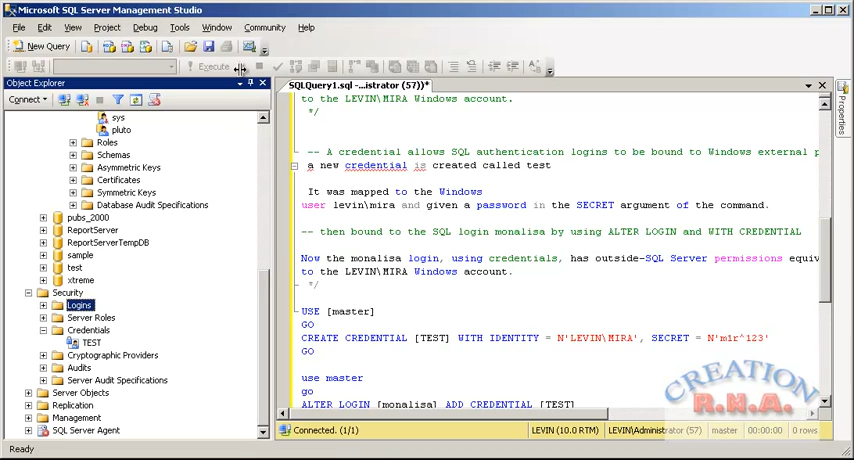 Microsoft SQL Server Management Studio
File Edit View Project Debug Tools Window Community Help
New Query
Execute
Object Explorer
Connect
sys
pluto
Roles
Schemas
Asymmetric Keys
Certificates
Symmetric Keys
Database Audit Specifications
pubs_2000
ReportServer
ReportServerTempDB
sample
test
xtreme
Security
Logins
Server Roles
Credentials
TEST
Cryptographic Providers
Audits
Server Audit Specifications
Server Objects
Replication
Management
SQL Server Agent
SQLQuery1.sql -...istrator (57))*
to the LEVIN\MIRA Windows account.
*/
-- A credential allows SQL authentication logins to be bound to Windows external p
a new credential is created called test
It was mapped to the Windows
user levin\mira and given a password in the SECRET argument of the command.
-- then bound to the SQL login monalisa by using ALTER LOGIN and WITH CREDENTIAL
Now the monalisa login, using credentials, has outside-SQL Server permissions equiv
to the LEVIN\MIRA Windows account.
*/
USE [master]
GO
CREATE CREDENTIAL [TEST] WITH IDENTITY = N'LEVIN\MIRA', SECRET = N'm1r^123'
GO
use master
go
ALTER LOGIN [monalisa] ADD CREDENTIAL [TEST]
Properties
CREATION
R.N.A.
Connected. (1/1)
LEVIN (10.0 RTM)
LEVIN\Administrator (57)
master
00:00:00
0 rows
Ready